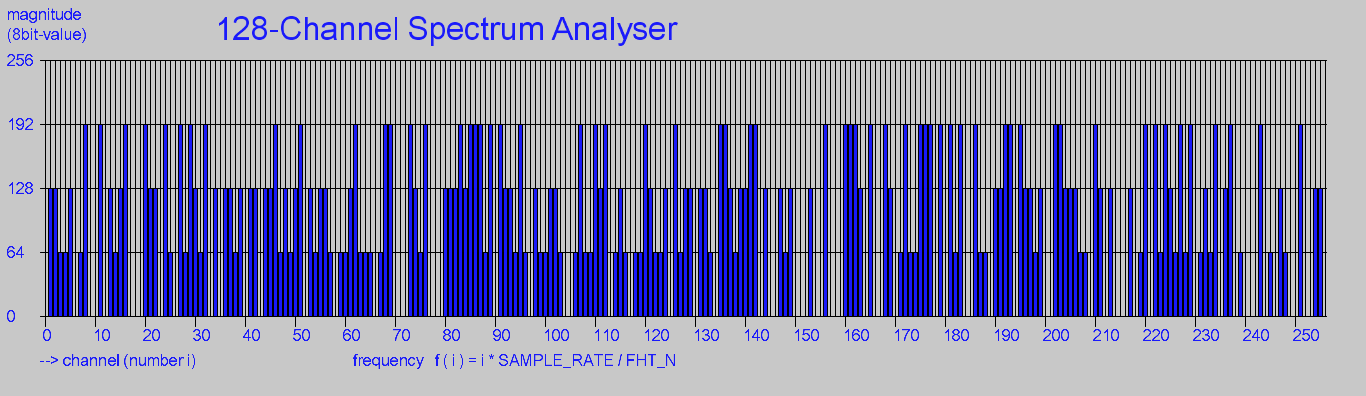 magnitude
(8bit-value)
128-Channel Spectrum Analyser
256
192
128
64
0
0 10 20 30 40 50 60 70 80 90 100 110 120 130 140 150 160 170 180 190 200 210 220 230 240 250
--> channel (number i)
frequency f ( i ) = i * SAMPLE_RATE / FHT_N